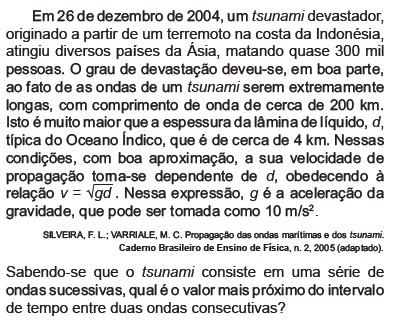 Em 26 de dezembro de 2004, um tsunami devastador,
originado a partir de um terremoto na costa da Indonésia,
atingiu diversos países da Ásia, matando quase 300 mil
pessoas. O grau de devastação deveu-se, em boa parte,
ao fato de as ondas de um tsunami serem extremamente
longas, com comprimento de onda de cerca de 200 km.
Isto é muito maior que a espessura da lâmina de líquido, d,
típica do Oceano Índico, que é de cerca de 4 km. Nessas
condições, com boa aproximação, a sua velocidade de
propagação torna-se dependente de d, obedecendo à
relação v = √gd . Nessa expressão, g é a aceleração da
gravidade, que pode ser tomada como 10 m/s².
SILVEIRA, F. L.; VARRIALE, M. C. Propagação das ondas marítimas e dos tsunami.
Caderno Brasileiro de Ensino de Física, n. 2, 2005 (adaptado).
Sabendo-se que o tsunami consiste em uma série de
ondas sucessivas, qual é o valor mais próximo do intervalo
de tempo entre duas ondas consecutivas?